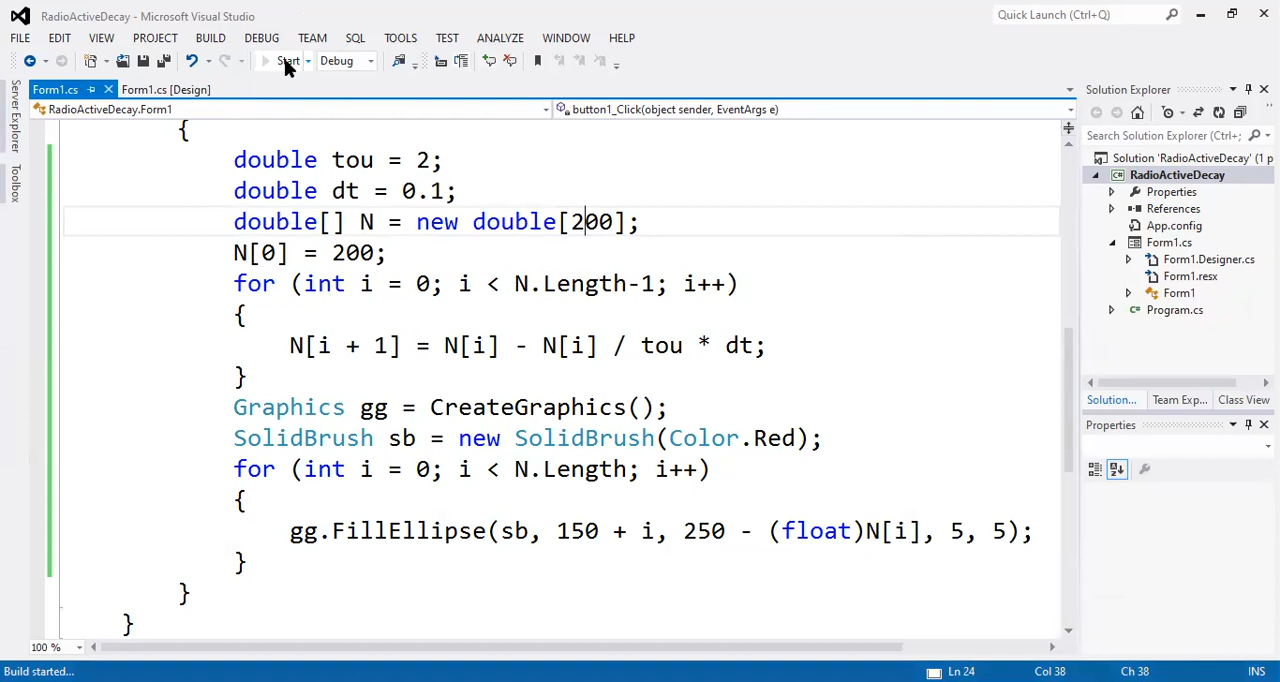 RadioActiveDecay - Microsoft Visual Studio
Quick Launch (Ctrl+Q)
FILE EDIT VIEW PROJECT BUILD DEBUG TEAM SQL TOOLS TEST ANALYZE WINDOW HELP
Start Debug
Form1.cs Form1.cs [Design]
RadioActiveDecay.Form1 button1_Click(object sender, EventArgs e)
Server Explorer
Toolbox
{
double tou = 2;
double dt = 0.1;
double[] N = new double[200];
N[0] = 200;
for (int i = 0; i < N.Length-1; i++)
{
N[i + 1] = N[i] - N[i] / tou * dt;
}
Graphics gg = CreateGraphics();
SolidBrush sb = new SolidBrush(Color.Red);
for (int i = 0; i < N.Length; i++)
{
gg.FillEllipse(sb, 150 + i, 250 - (float)N[i], 5, 5);
}
}
}
100 %
Solution Explorer
Search Solution Explorer (Ctrl+;
Solution 'RadioActiveDecay' (1 p
RadioActiveDecay
Properties
References
App.config
Form1.cs
Form1.Designer.cs
Form1.resx
Form1
Program.cs
Solution... Team Exp... Class View
Properties
Build started... Ln 24 Col 38 Ch 38 INS